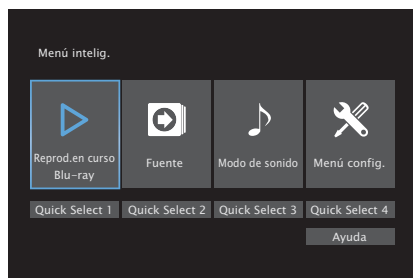 Menú intelig.
Reprod.en curso
Blu-ray
Fuente
Modo de sonido
Menú config.
Quick Select 1
Quick Select 2
Quick Select 3
Quick Select 4
Ayuda